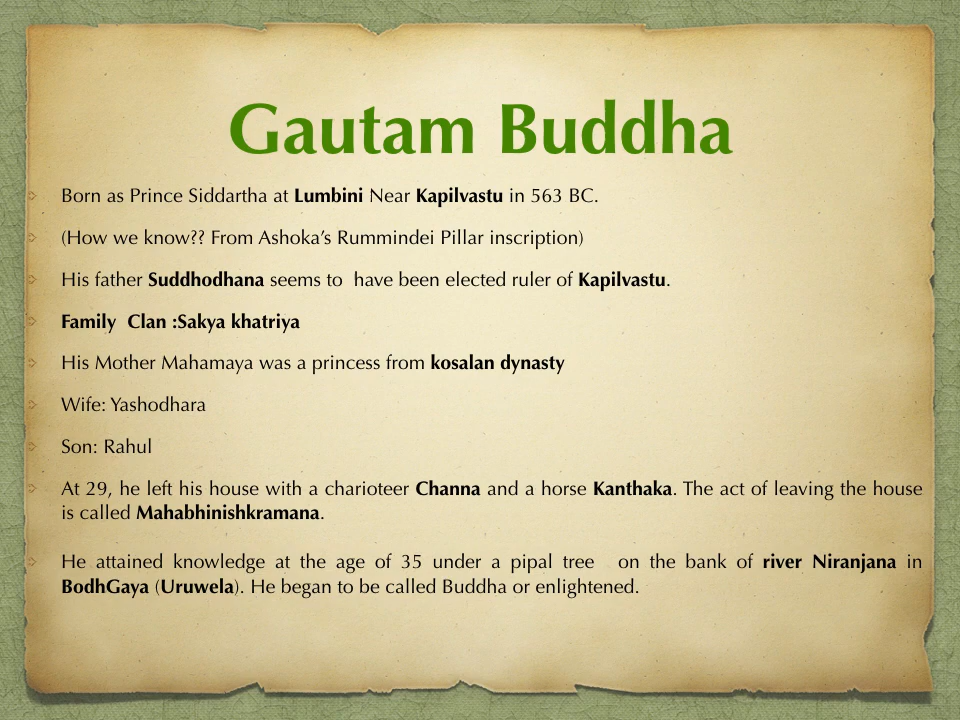 Gautam Buddha
Born as Prince Siddartha at Lumbini Near Kapilvastu in 563 BC.
(How we know?? From Ashoka’s Rummindei Pillar inscription)
His father Suddhodhana seems to  have been elected ruler of Kapilvastu.
Family  Clan :Sakya khatriya
His Mother Mahamaya was a princess from kosalan dynasty
Wife: Yashodhara
Son: Rahul
At 29, he left his house with a charioteer Channa and a horse Kanthaka. The act of leaving the house
is called Mahabhinishkramana.
He attained knowledge at the age of 35 under a pipal tree  on the bank of river Niranjana in
BodhGaya (Uruwela). He began to be called Buddha or enlightened.